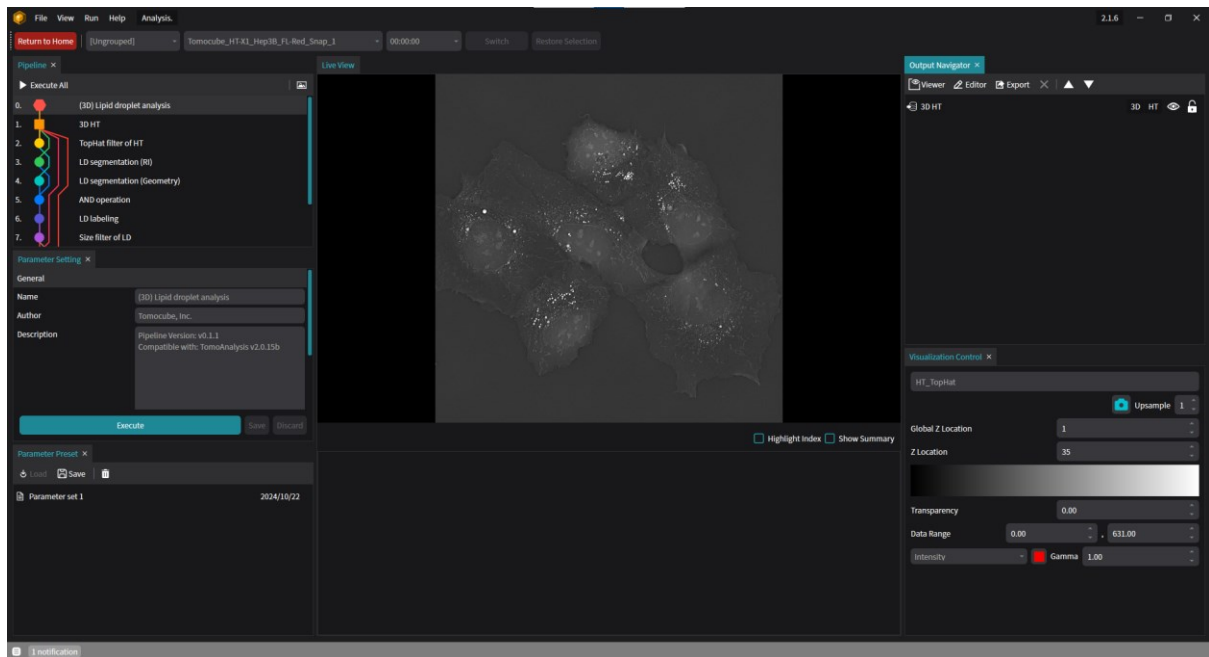 File View Run Help Analysis. 2.1.6
Return to Home [Ungrouped] Tomocube_HT-X1_Hep3B_FL-Red_Snap_1 00:00:00 Switch Restore Selection
Pipeline
Execute All
0. (3D) Lipid droplet analysis
1. 3D HT
2. TopHat filter of HT
3. LD segmentation (RI)
4. LD segmentation (Geometry)
5. AND operation
6. LD labeling
7. Size filter of LD
Parameter Setting
General
Name (3D) Lipid droplet analysis
Author Tomocube, Inc.
Description Pipeline Version: v0.1.1
Compatible with: TomoAnalysis v2.0.15b
Execute Save Discard
Parameter Preset
Load Save
Parameter set 1 2024/10/22
Live View
Highlight Index Show Summary
Output Navigator
Viewer Editor Export
3D HT 3D HT
Visualization Control
HT_TopHat
Upsample 1
Global Z Location 1
Z Location 35
Transparency 0.00
Data Range 0.00 , 631.00
Intensity Gamma 1.00
1 notification